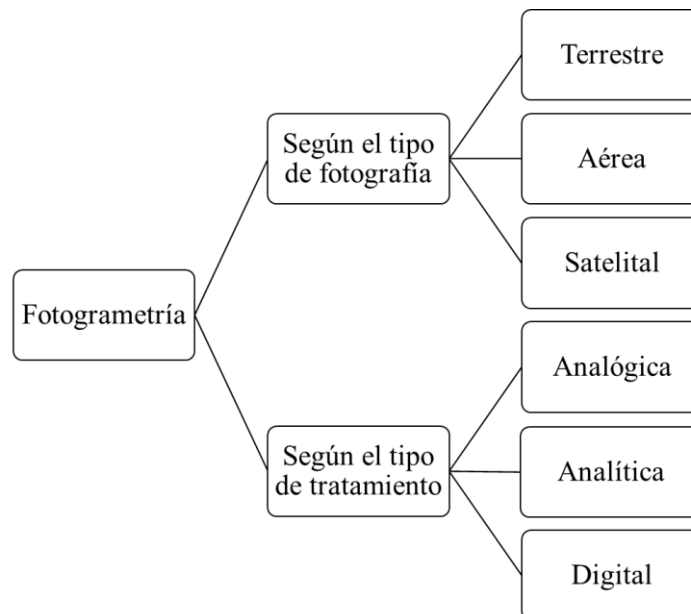 Fotogrametría
Según el tipo
de fotografía
Terrestre
Aérea
Satelital
Según el tipo
de tratamiento
Analógica
Analítica
Digital